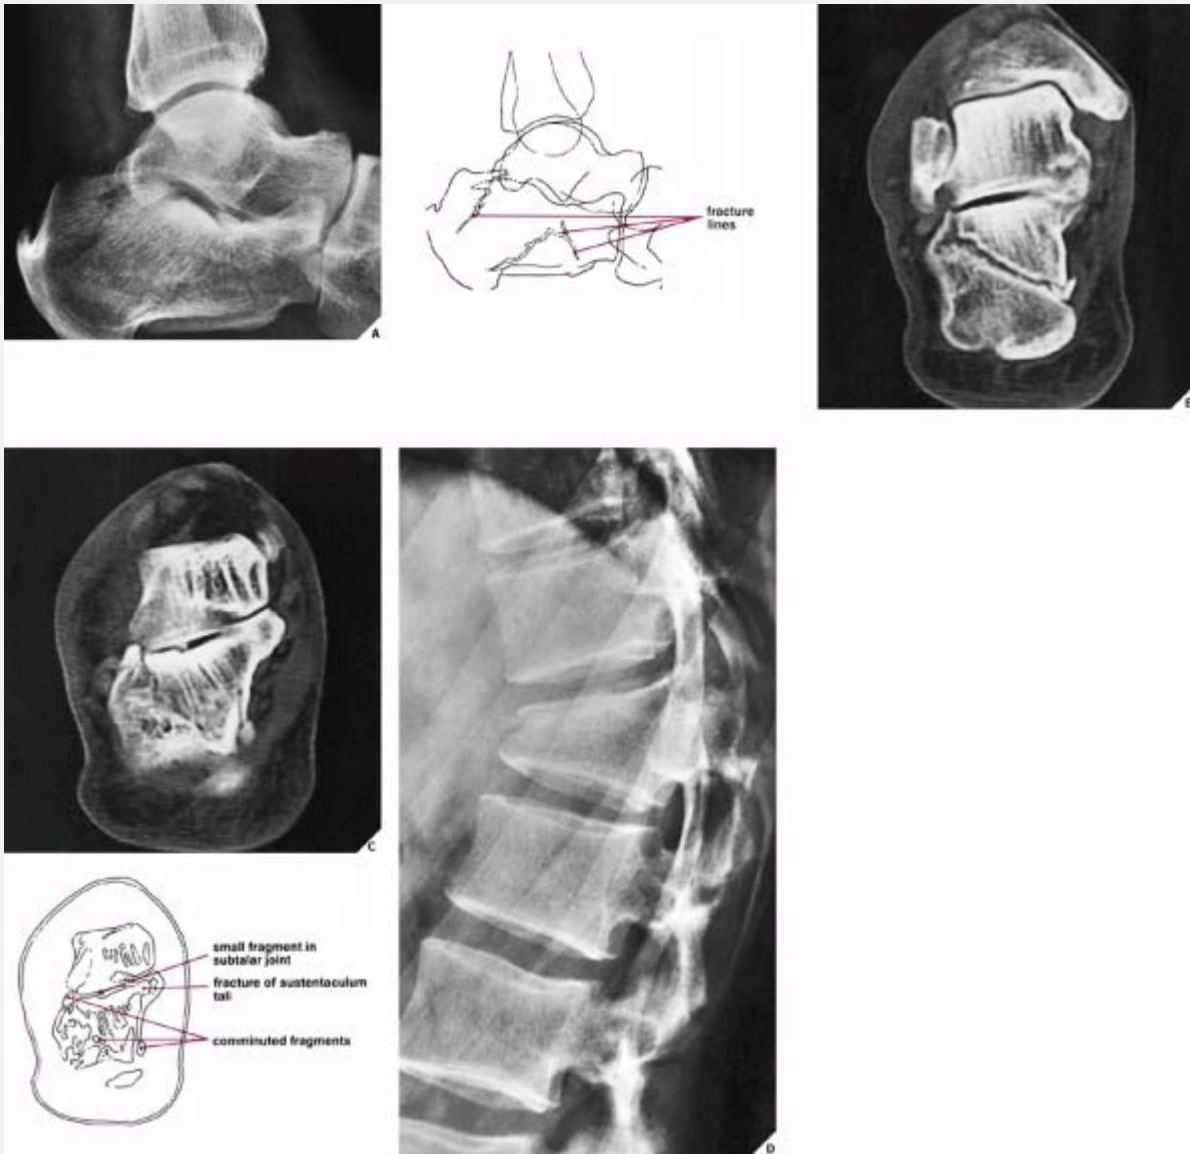 A
fracture
lines
B
C
D
small fragment in
subtalar joint
fracture of sustentaculum
tali
comminuted fragments